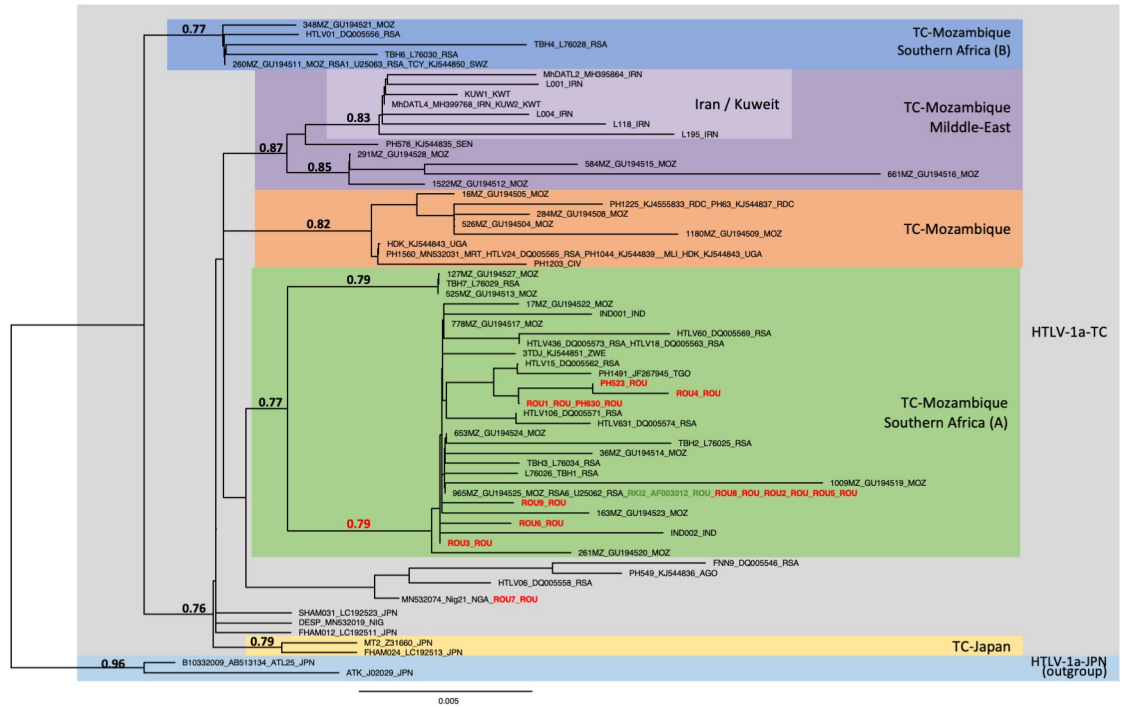 0.77
348MZ_GU194521_MOZ
HTLV01_DQ005556_RSA
TBH4_L76028_RSA
TBH6_L76030_RSA
260MZ_GU194511_MOZ_RSA1_U25063_RSA_TCY_KJ544850_SWZ
TC-Mozambique
Southern Africa (B)
MhDATL2_MH395864_IRN
L001_IRN
KUW1_KWT
MhDATL4_MH399768_IRN_KUW2_KWT
Iran / Kuweit
0.83
L004_IRN
L118_IRN
L195_IRN
TC-Mozambique
Milddle-East
0.87
PH578_KJ544835_SEN
291MZ_GU194528_MOZ
0.85
584MZ_GU194515_MOZ
661MZ_GU194516_MOZ
1522MZ_GU194512_MOZ
16MZ_GU194505_MOZ
PH1225_KJ4555833_RDC_PH63_KJ544837_RDC
284MZ_GU194508_MOZ
0.82
526MZ_GU194504_MOZ
1180MZ_GU194509_MOZ
TC-Mozambique
HDK_KJ544843_UGA
PH1560_MN532031_MRT_HTLV24_DQ005565_RSA_PH1044_KJ544839__MLI_HDK_KJ544843_UGA
PH1203_CIV
127MZ_GU194527_MOZ
0.79
TBH7_L76029_RSA
525MZ_GU194513_MOZ
17MZ_GU194522_MOZ
IND001_IND
778MZ_GU194517_MOZ
HTLV60_DQ005569_RSA
HTLV436_DQ005573_RSA_HTLV18_DQ005563_RSA
HTLV-1a-TC
3TDJ_KJ544851_ZWE
HTLV15_DQ005562_RSA
PH1491_JF267945_TGO
PH523_ROU
ROU4_ROU
ROU1_ROU_PH630_ROU
0.77
HTLV106_DQ005571_RSA
HTLV631_DQ005574_RSA
TC-Mozambique
Southern Africa (A)
653MZ_GU194524_MOZ
TBH2_L76025_RSA
36MZ_GU194514_MOZ
TBH3_L76034_RSA
L76026_TBH1_RSA
1009MZ_GU194519_MOZ
965MZ_GU194525_MOZ_RSA6_U25062_RSA_RKI2_AF003012_ROU_ROU8_ROU_ROU2_ROU_ROU5_ROU
ROU9_ROU
163MZ_GU194523_MOZ
0.79
ROU6_ROU
IND002_IND
ROU3_ROU
261MZ_GU194520_MOZ
FNN9_DQ005546_RSA
PH549_KJ544836_AGO
HTLV06_DQ005558_RSA
MN532074_Nig21_NGA_ROU7_ROU
0.76
SHAM031_LC192523_JPN
DESP_MN532019_NIG
FHAM012_LC192511_JPN
0.79
MT2_Z31660_JPN
FHAM024_LC192513_JPN
TC-Japan
0.96
B10332009_AB513134_ATL25_JPN
ATK_J02029_JPN
HTLV-1a-JPN
(outgroup)
0.005